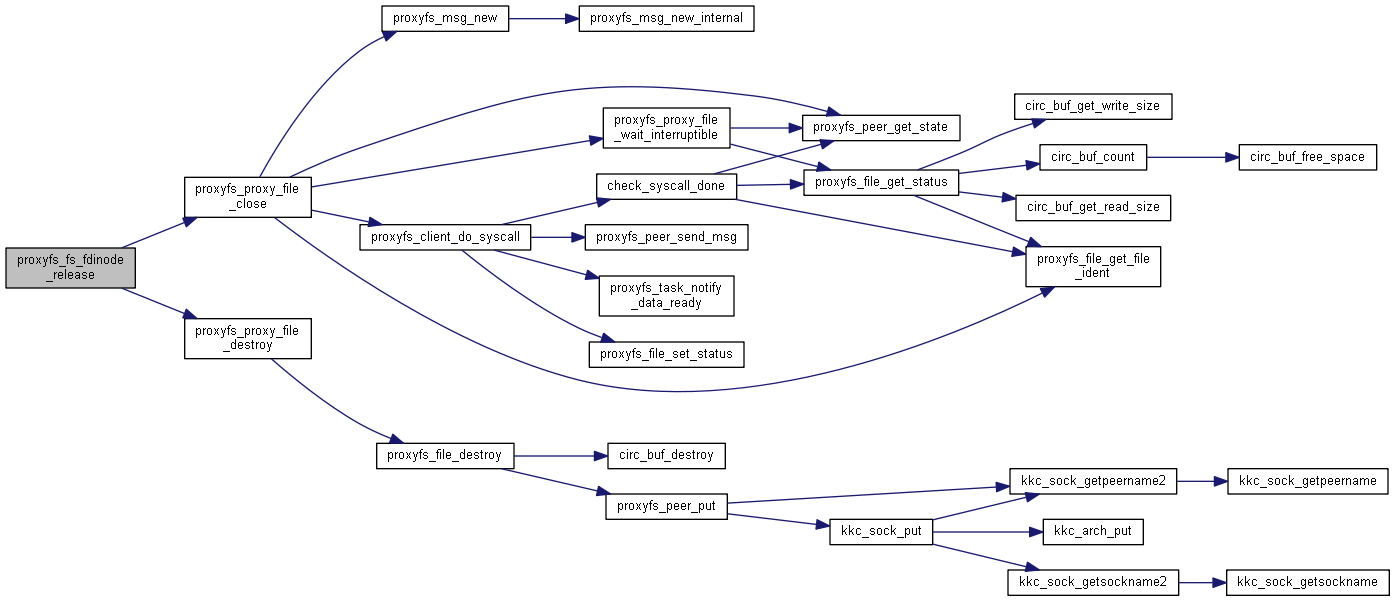 proxyfs_msg_new
proxyfs_msg_new_internal
circ_buf_get_write_size
proxyfs_proxy_file
_wait_interruptible
proxyfs_peer_get_state
circ_buf_count
circ_buf_free_space
proxyfs_proxy_file
_close
check_syscall_done
proxyfs_file_get_status
circ_buf_get_read_size
proxyfs_client_do_syscall
proxyfs_peer_send_msg
proxyfs_fs_fdinode
_release
proxyfs_file_get_file
_ident
proxyfs_task_notify
_data_ready
proxyfs_proxy_file
_destroy
proxyfs_file_set_status
proxyfs_file_destroy
circ_buf_destroy
kkc_sock_getpeername2
kkc_sock_getpeername
proxyfs_peer_put
kkc_sock_put
kkc_arch_put
kkc_sock_getsockname2
kkc_sock_getsockname